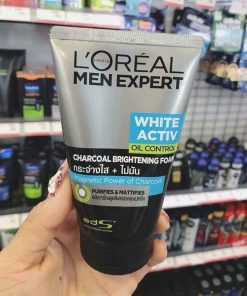 L'ORÉAL
PARIS
MEN EXPERT
WHITE
ACTIV
OIL CONTROL
CHARCOAL BRIGHTENING FOAM
กระจ่างใส + ไม่มัน
Magnetic Power of Charcoal
PURIFIES & MATTIFIES